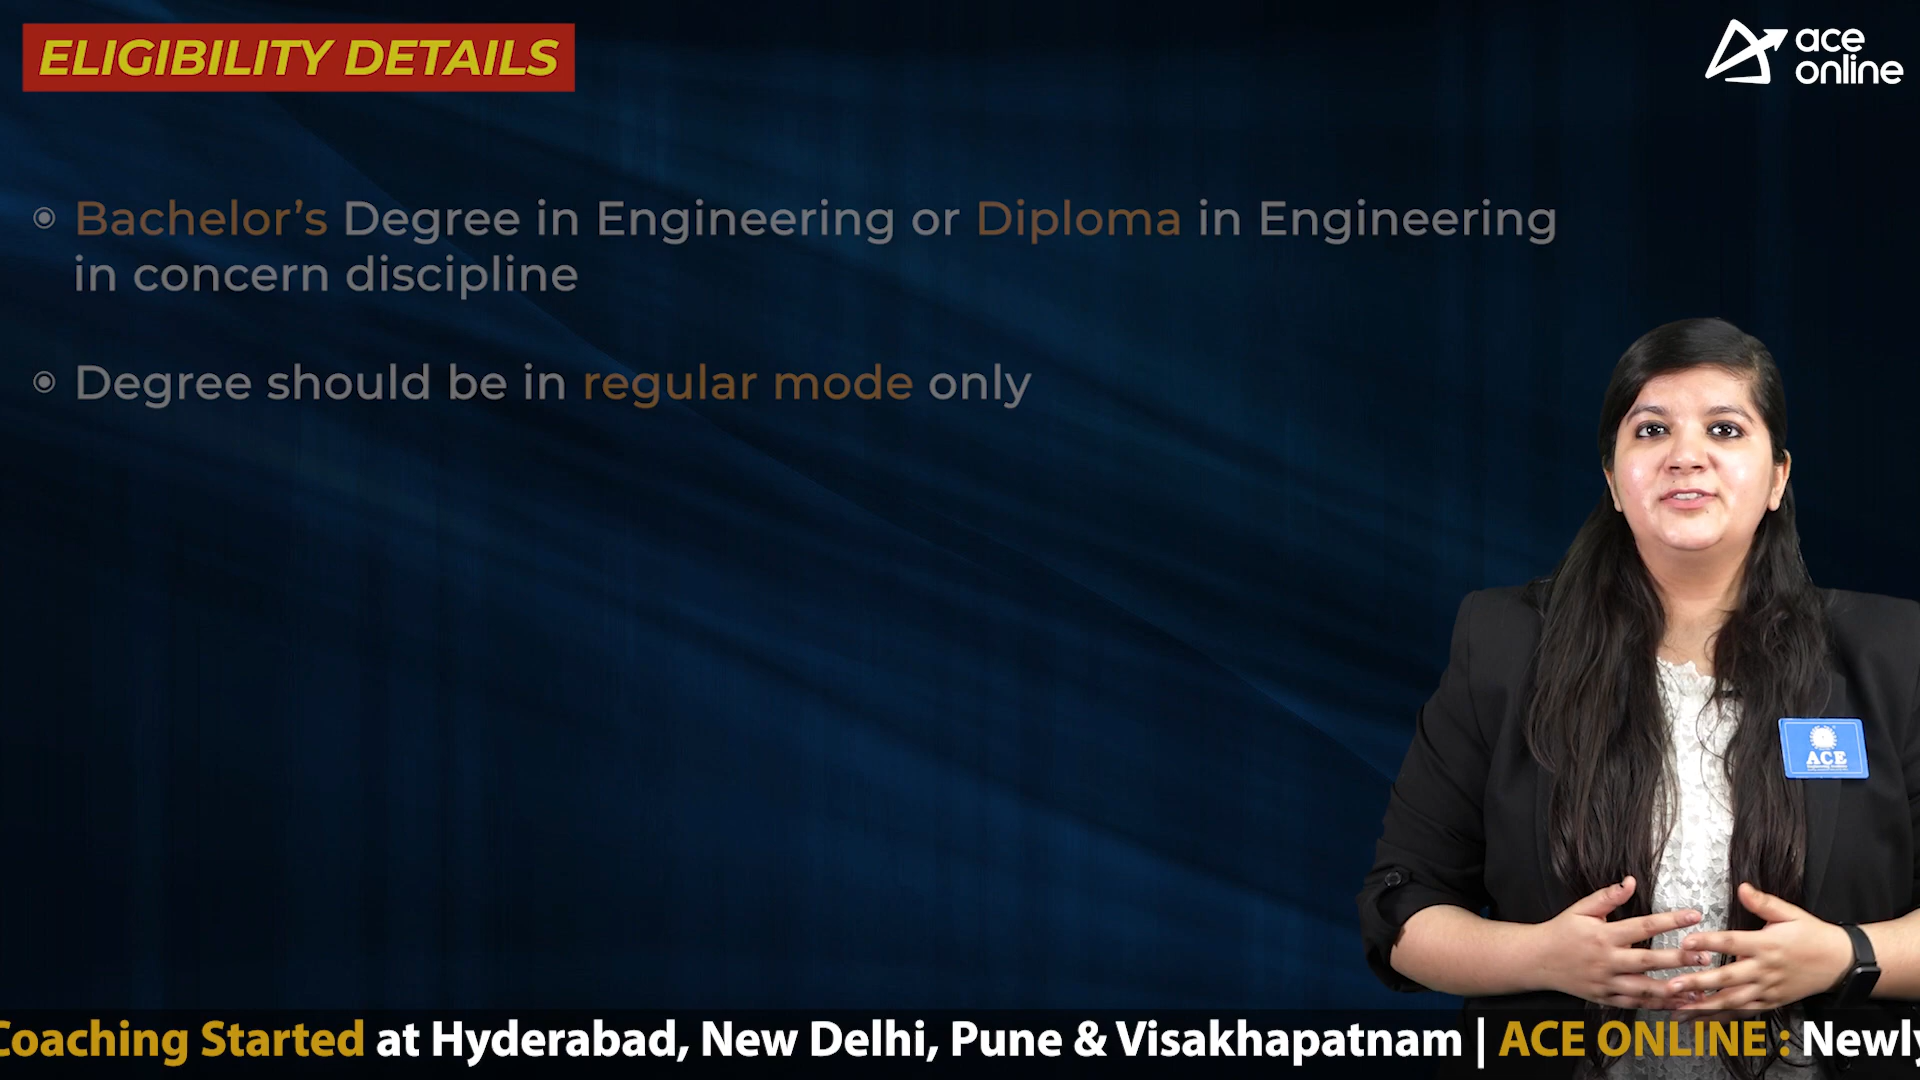 ELIGIBILITY DETAILS
ace
online
Bachelor's Degree in Engineering or Diploma in Engineering
in concern discipline
Degree should be in regular mode only
ACE
Coaching Started at Hyderabad, New Delhi, Pune & Visakhapatnam | ACE ONLINE : Newly